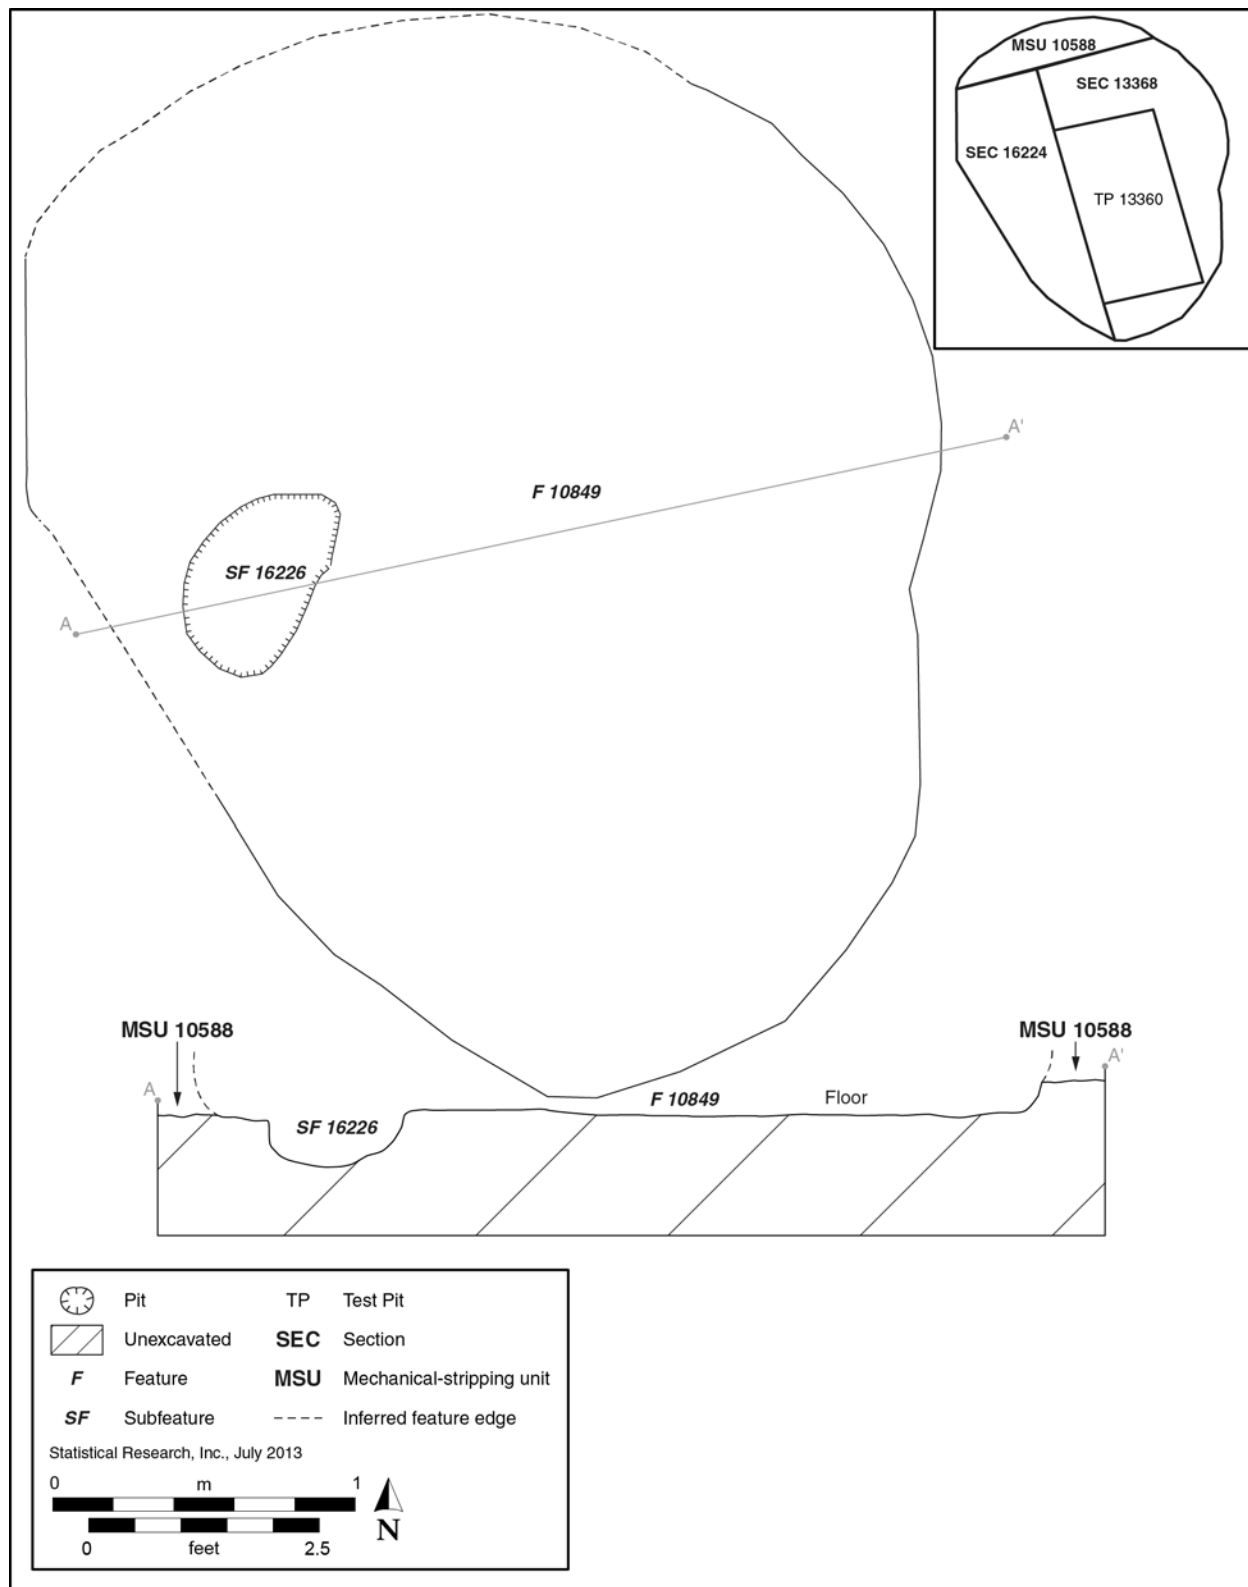 MSU 10588
SEC 13368
SEC 16224
TP 13360
A'
F 10849
SF 16226
A
MSU 10588
MSU 10588
A
A'
F 10849
Floor
SF 16226
Pit
TP
Test Pit
Unexcavated
SEC
Section
F
Feature
MSU
Mechanical-stripping unit
SF
Subfeature
Inferred feature edge
Statistical Research, Inc., July 2013
0
m
1
N
0
feet
2.5